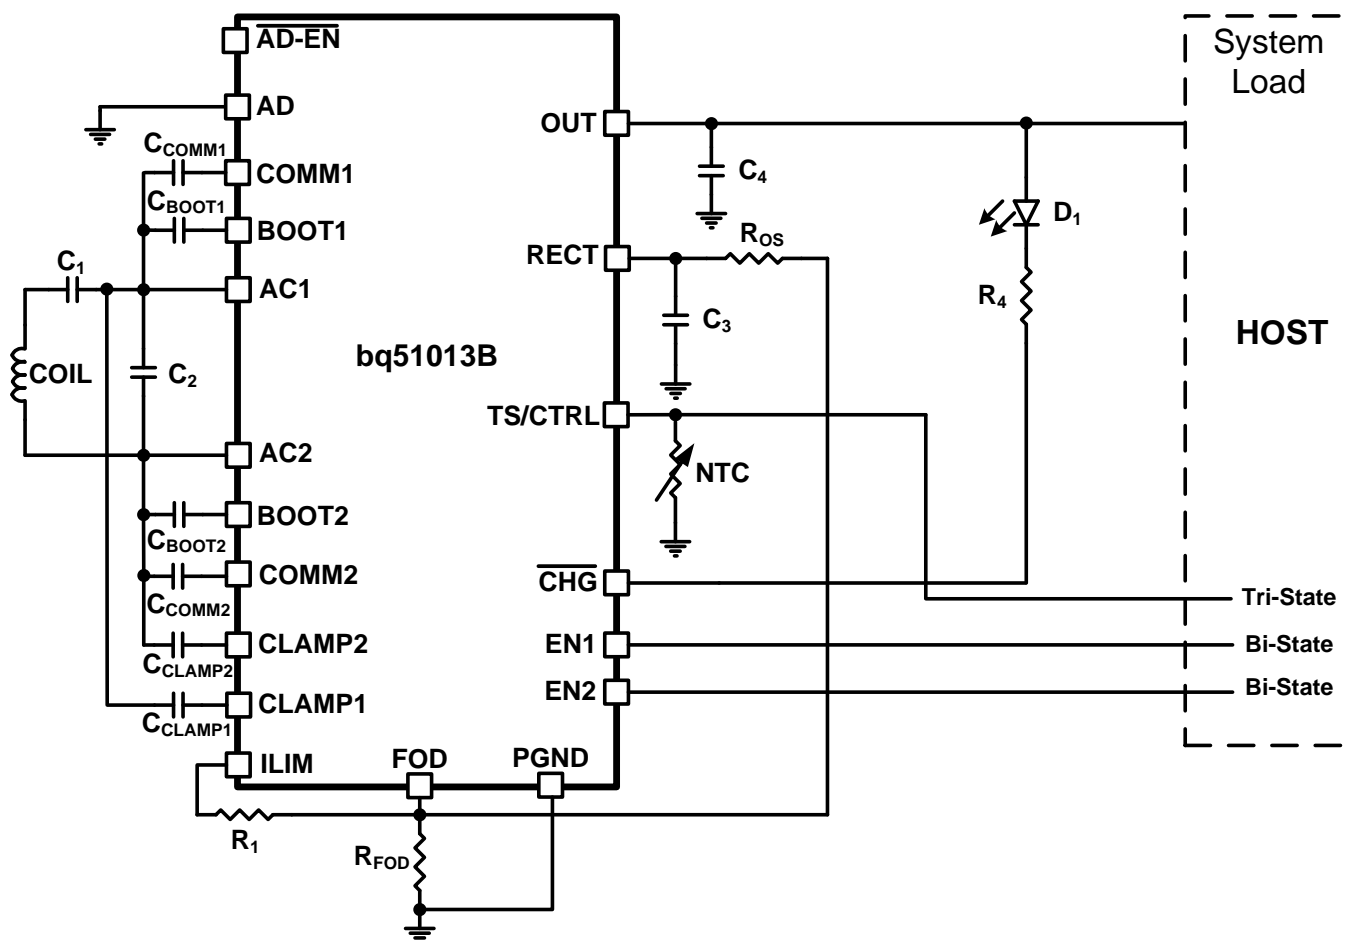 AD-EN
System
Load
AD
OUT
CCOMM1
COMM1
C4
CBOOT1
BOOT1
D1
ROS
RECT
C1
AC1
R4
C3
HOST
bq51013B
COIL
C2
TS/CTRL
AC2
NTC
BOOT2
CBOOT2
COMM2
CHG
CCOMM2
Tri-State
CLAMP2
EN1
Bi-State
CCLAMP2
EN2
Bi-State
CLAMP1
CCLAMP1
ILIM
FOD
PGND
R1
RFOD